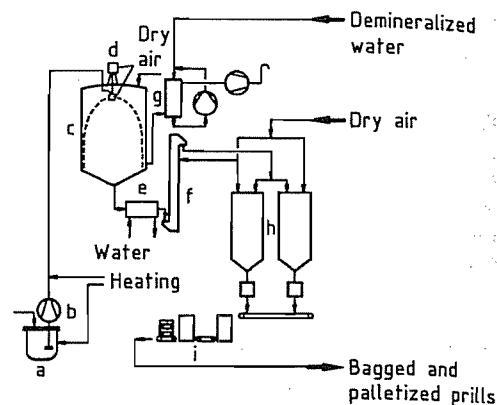 Demineralized
water
d
Dry
air
g
c
Dry air
e
f
h
Water
Heating
b
a
i
Bagged and
palletized prills